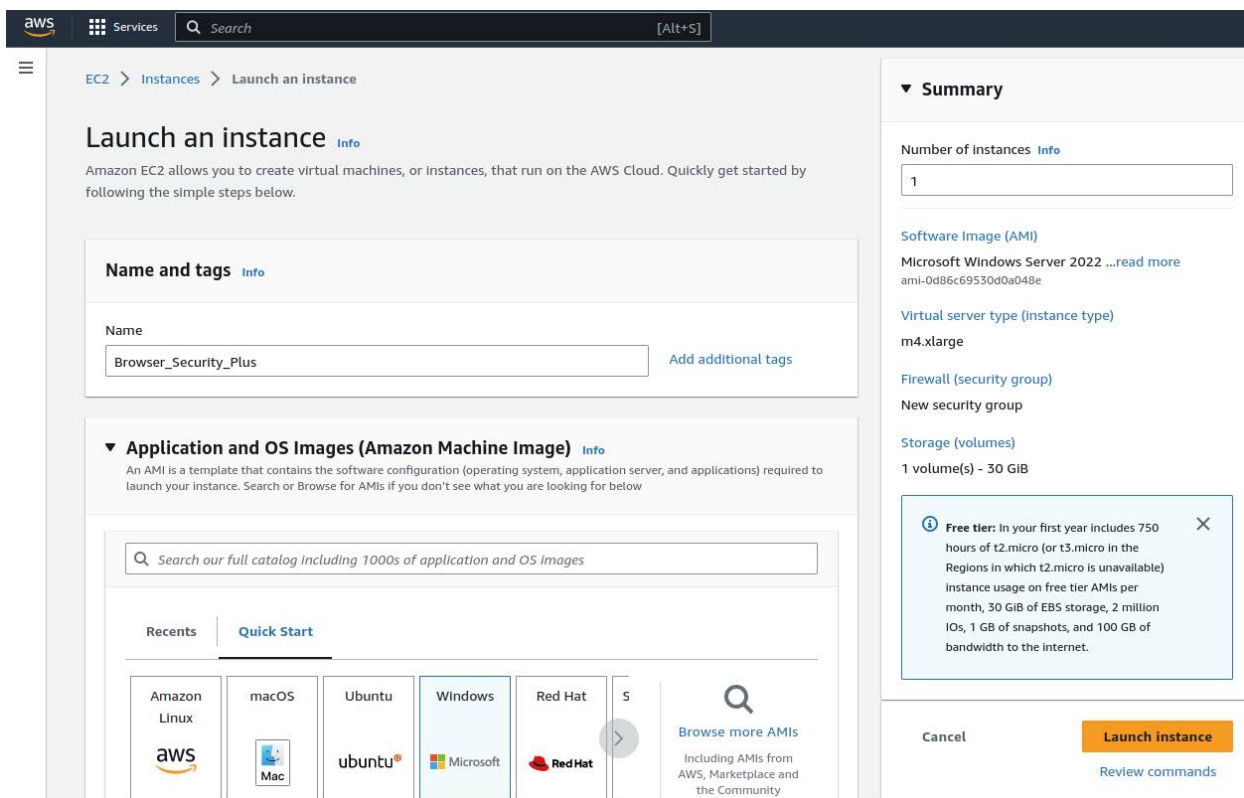 aws
Services
Search
[Alt+S]
EC2 > Instances > Launch an instance
Launch an instance Info
Amazon EC2 allows you to create virtual machines, or instances, that run on the AWS Cloud. Quickly get started by
following the simple steps below.
Name and tags Info
Name
Browser_Security_Plus
Add additional tags
Application and OS Images (Amazon Machine Image) Info
An AMI is a template that contains the software configuration (operating system, application server, and applications) required to
launch your instance. Search or Browse for AMIs if you don't see what you are looking for below
Search our full catalog including 1000s of application and OS images
Recents
Quick Start
Amazon
Linux
aws
macOS
Mac
Ubuntu
ubuntu®
Windows
Microsoft
Red Hat
Red Hat
S
Browse more AMIs
Including AMIs from
AWS, Marketplace and
the Community
Summary
Number of instances Info
1
Software Image (AMI)
Microsoft Windows Server 2022 ...read more
ami-0d86c69530d0a048e
Virtual server type (instance type)
m4.xlarge
Firewall (security group)
New security group
Storage (volumes)
1 volume(s) - 30 GiB
Free tier: In your first year includes 750
hours of t2.micro (or t3.micro in the
Regions in which t2.micro is unavailable)
instance usage on free tier AMIs per
month, 30 GiB of EBS storage, 2 million
IOs, 1 GB of snapshots, and 100 GB of
bandwidth to the internet.
Cancel
Launch instance
Review commands